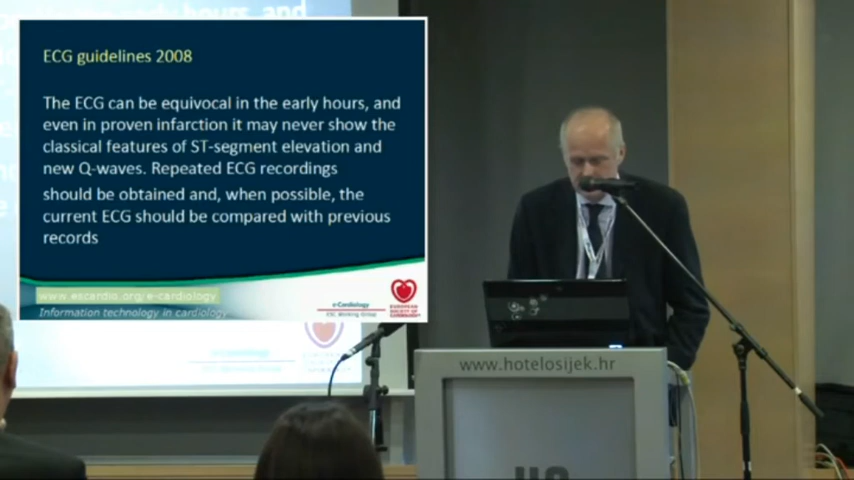 ECG guidelines 2008
The ECG can be equivocal in the early hours, and
even in proven infarction it may never show the
classical features of ST-segment elevation and
new Q-waves. Repeated ECG recordings
should be obtained and, when possible, the
current ECG should be compared with previous
records
www.escardio.org/e-cardiology
Information technology in cardiology
e-Cardiology
ESC Working Group
EUROPEAN
SOCIETY OF
CARDIOLOGY
www.hotelosijek.hr